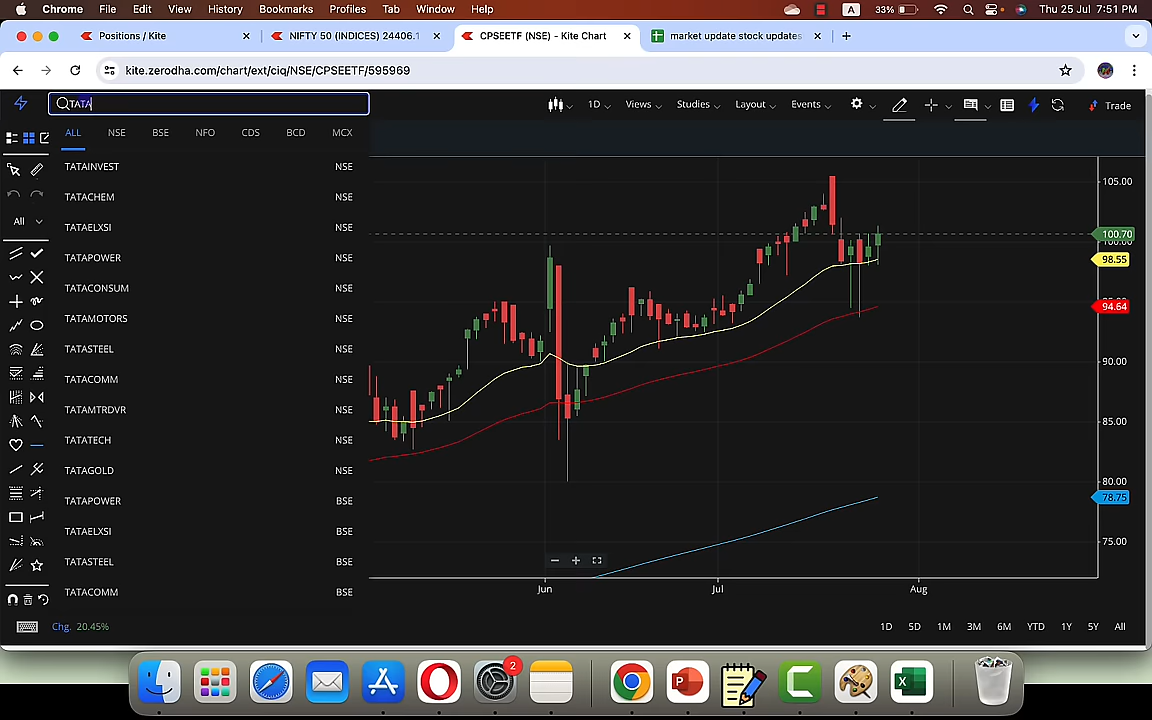 Chrome File Edit View History Bookmarks Profiles Tab Window Help A 33% Thu 25 Jul 7:51 PM
Positions / Kite
NIFTY 50 (INDICES) 24406.1
CPSEETF (NSE) - Kite Chart
market update stock updates
kite.zerodha.com/chart/ext/ciq/NSE/CPSEETF/595969
TATA
1D Views Studies Layout Events Trade
ALL NSE BSE NFO CDS BCD MCX
TATAINVEST NSE
TATACHEM NSE
TATAELXSI NSE
TATAPOWER NSE
TATACONSUM NSE
TATAMOTORS NSE
TATASTEEL NSE
TATACOMM NSE
TATAMTRDVR NSE
TATATECH NSE
TATAGOLD NSE
TATAPOWER BSE
TATAELXSI BSE
TATASTEEL BSE
TATACOMM BSE
All
105.00
100.70
100.00
98.55
94.64
90.00
85.00
80.00
78.75
75.00
Jun Jul Aug
Chg. 20.45%
1D 5D 1M 3M 6M YTD 1Y 5Y All
2